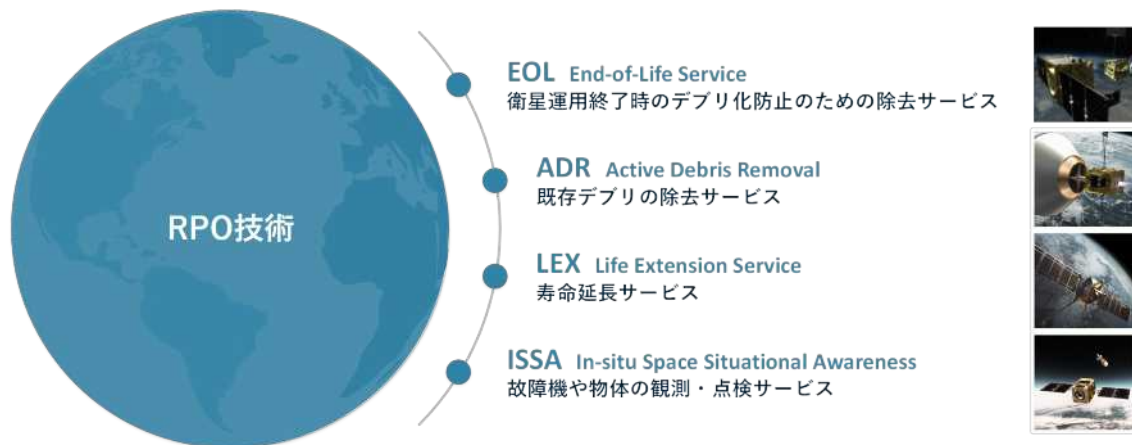 RPO技術
EOL End-of-Life Service
衛星運用終了時のデブリ化防止のための除去サービス
ADR Active Debris Removal
既存デブリの除去サービス
LEX Life Extension Service
寿命延長サービス
ISSA In-situ Space Situational Awareness
故障機や物体の観測・点検サービス